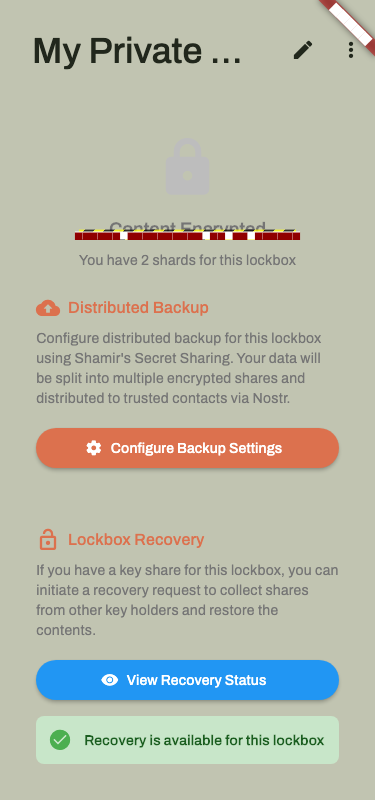 My Private ...
Content Encrypted
You have 2 shards for this lockbox
Distributed Backup
Configure distributed backup for this lockbox
using Shamir's Secret Sharing. Your data will
be split into multiple encrypted shares and
distributed to trusted contacts via Nostr.
Configure Backup Settings
Lockbox Recovery
If you have a key share for this lockbox, you can
initiate a recovery request to collect shares
from other key holders and restore the
contents.
View Recovery Status
Recovery is available for this lockbox